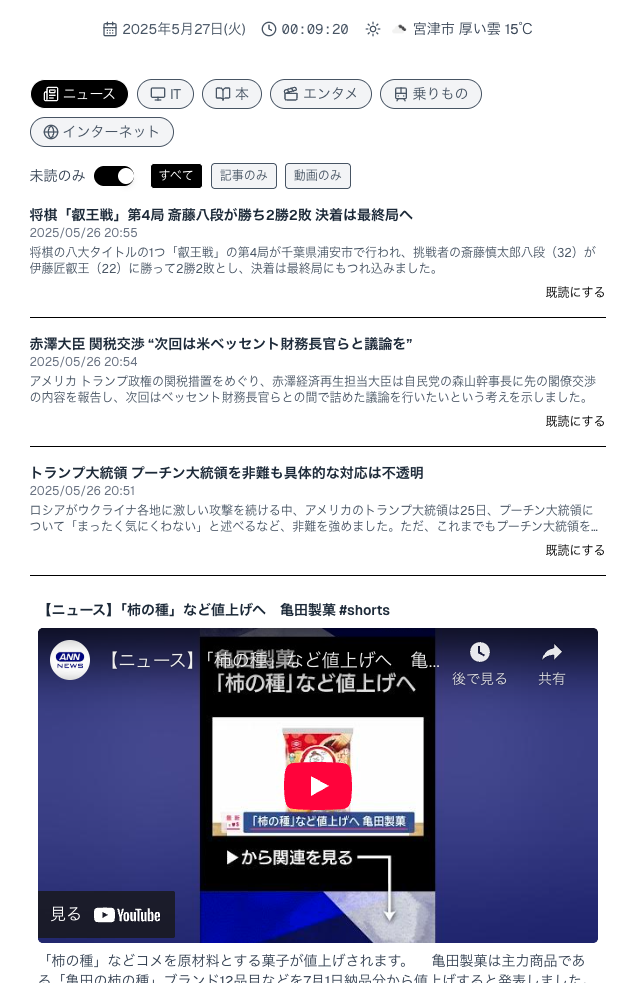 2025年5月27日(火) 00:09:20 宮津市 厚い雲 15℃
ニュース IT 本 エンタメ 乗りもの
インターネット
未読のみ すべて 記事のみ 動画のみ
将棋「叡王戦」第4局 斎藤八段が勝ち2勝2敗 決着は最終局へ
2025/05/26 20:55
将棋の八大タイトルの1つ「叡王戦」の第4局が千葉県浦安市で行われ、挑戦者の斎藤慎太郎八段（32）が
伊藤匠叡王（22）に勝って2勝2敗とし、決着は最終局にもつれ込みました。
既読にする
赤澤大臣 関税交渉 “次回は米ベッセント財務長官らと議論を”
2025/05/26 20:54
アメリカ トランプ政権の関税措置をめぐり、赤澤経済再生担当大臣は自民党の森山幹事長に先の閣僚交渉
の内容を報告し、次回はベッセント財務長官らとの間で詰めた議論を行いたいという考えを示しました。
既読にする
トランプ大統領 プーチン大統領を非難も具体的な対応は不透明
2025/05/26 20:51
ロシアがウクライナ各地に激しい攻撃を続ける中、アメリカのトランプ大統領は25日、プーチン大統領に
ついて「まったく気にくわない」と述べるなど、非難を強めました。ただ、これまでもプーチン大統領を…
既読にする
【ニュース】「柿の種」など値上げへ　亀田製菓 #shorts
ANN NEWS
【ニュース】「柿の種」など値上げへ　亀…
後で見る 共有
亀田製菓
「柿の種」など値上げへ
「柿の種」など値上げへ 亀田製菓
▶から関連を見る
見る YouTube
「柿の種」などコメを原材料とする菓子が値上げされます。　亀田製菓は主力商品であ
る「亀田の柿の種」ブランド12品目などを7月1日納品分から値上げすると発表しました。